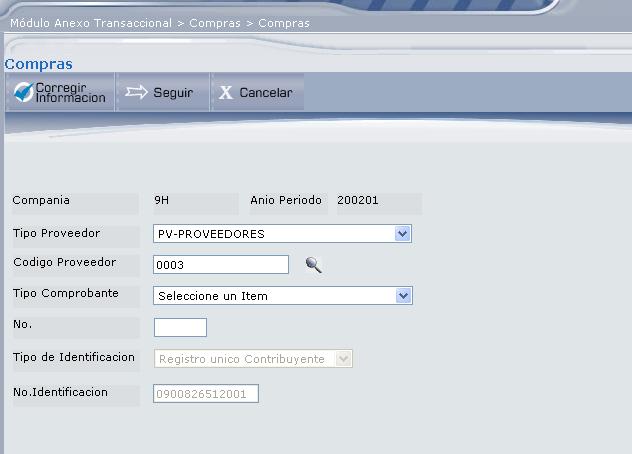 Módulo Anexo Transaccional > Compras > Compras
Compras
Corregir Informacion
Seguir
X Cancelar
Compania 9H Anio Periodo 200201
Tipo Proveedor PV-PROVEEDORES
Codigo Proveedor 0003
Tipo Comprobante Seleccione un Item
No.
Tipo de Identificacion Registro unico Contribuyente
No.Identificacion 0900826512001